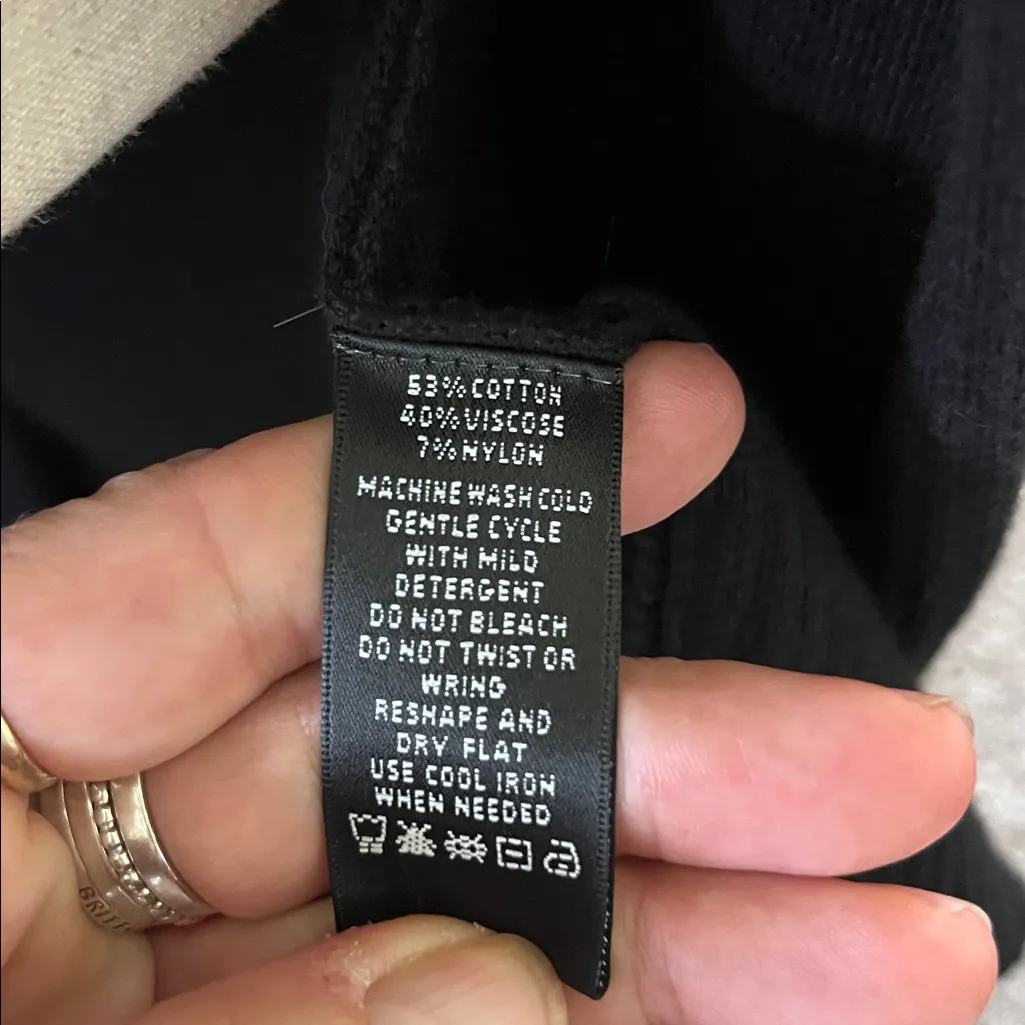 53% COTTON
40% VISCOSE
7% NYLON
MACHINE WASH COLD
GENTLE CYCLE
WITH MILD
DETERGENT
DO NOT BLEACH
DO NOT TWIST OR
WRING
RESHAPE AND
DRY FLAT
USE COOL IRON
WHEN NEEDED